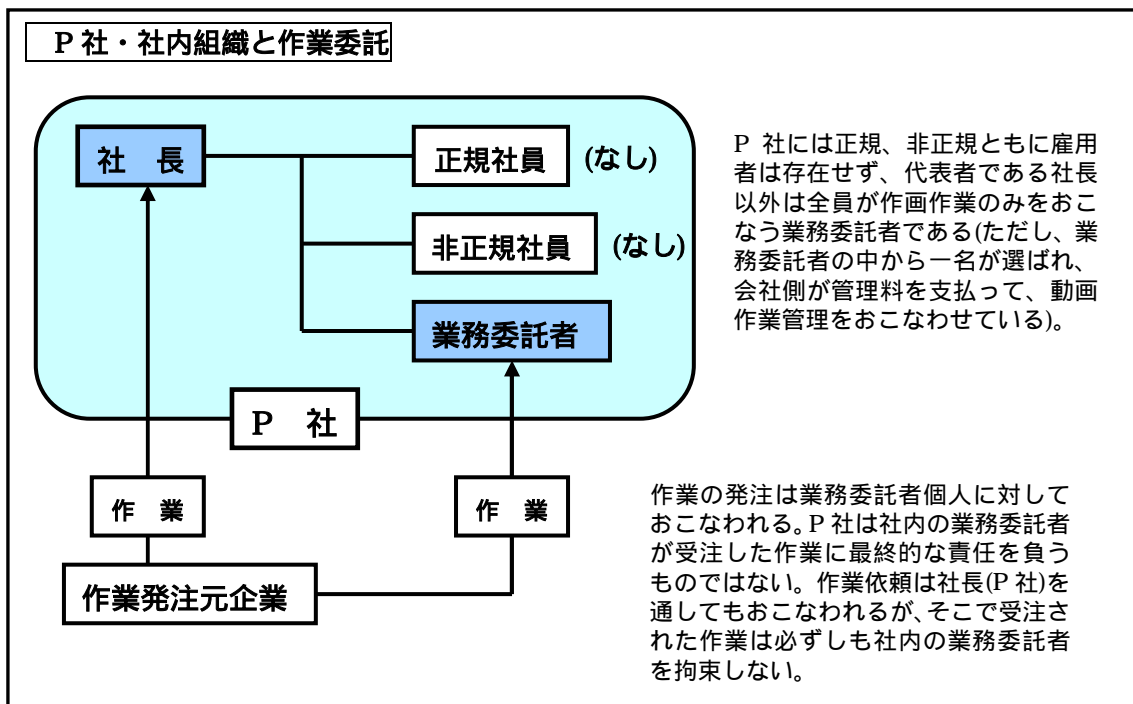 P 社・社内組織と作業委託
社 長
正規社員 (なし)
非正規社員 (なし)
業務委託者
P 社
作 業
作 業
作業発注元企業
P 社には正規、非正規ともに雇用
者は存在せず、代表者である社長
以外は全員が作画作業のみをおこ
なう業務委託者である(ただし、業
務委託者の中から一名が選ばれ、
会社側が管理料を支払って、動画
作業管理をおこなわせている)。
作業の発注は業務委託者個人に対して
おこなわれる。P 社は社内の業務委託者
が受注した作業に最終的な責任を負う
ものではない。作業依頼は社長(P 社)を
通してもおこなわれるが、そこで受注さ
れた作業は必ずしも社内の業務委託者
を拘束しない。